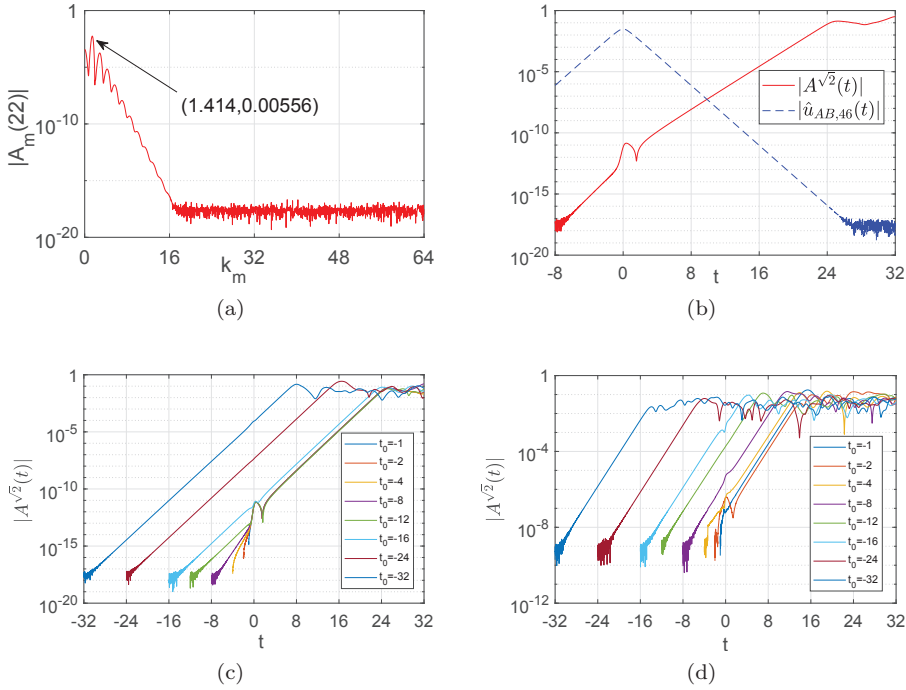 1
10^-10
10^-20
|A_m(22)|
(1.414,0.00556)
0 16 32 48 64
k_m
(a)
1
10^-5
10^-10
10^-15
10^-20
|A^√2(t)|
|û_AB,46(t)|
-8 0 8 16 24 32
t
(b)
1
10^-5
10^-10
10^-15
10^-20
|A^√2(t)|
t_0=-1
t_0=-2
t_0=-4
t_0=-8
t_0=-12
t_0=-16
t_0=-24
t_0=-32
-32 -24 -16 -8 0 8 16 24 32
t
(c)
1
10^-4
10^-8
10^-12
|A^√2(t)|
t_0=-1
t_0=-2
t_0=-4
t_0=-8
t_0=-12
t_0=-16
t_0=-24
t_0=-32
-32 -24 -16 -8 0 8 16 24 32
t
(d)